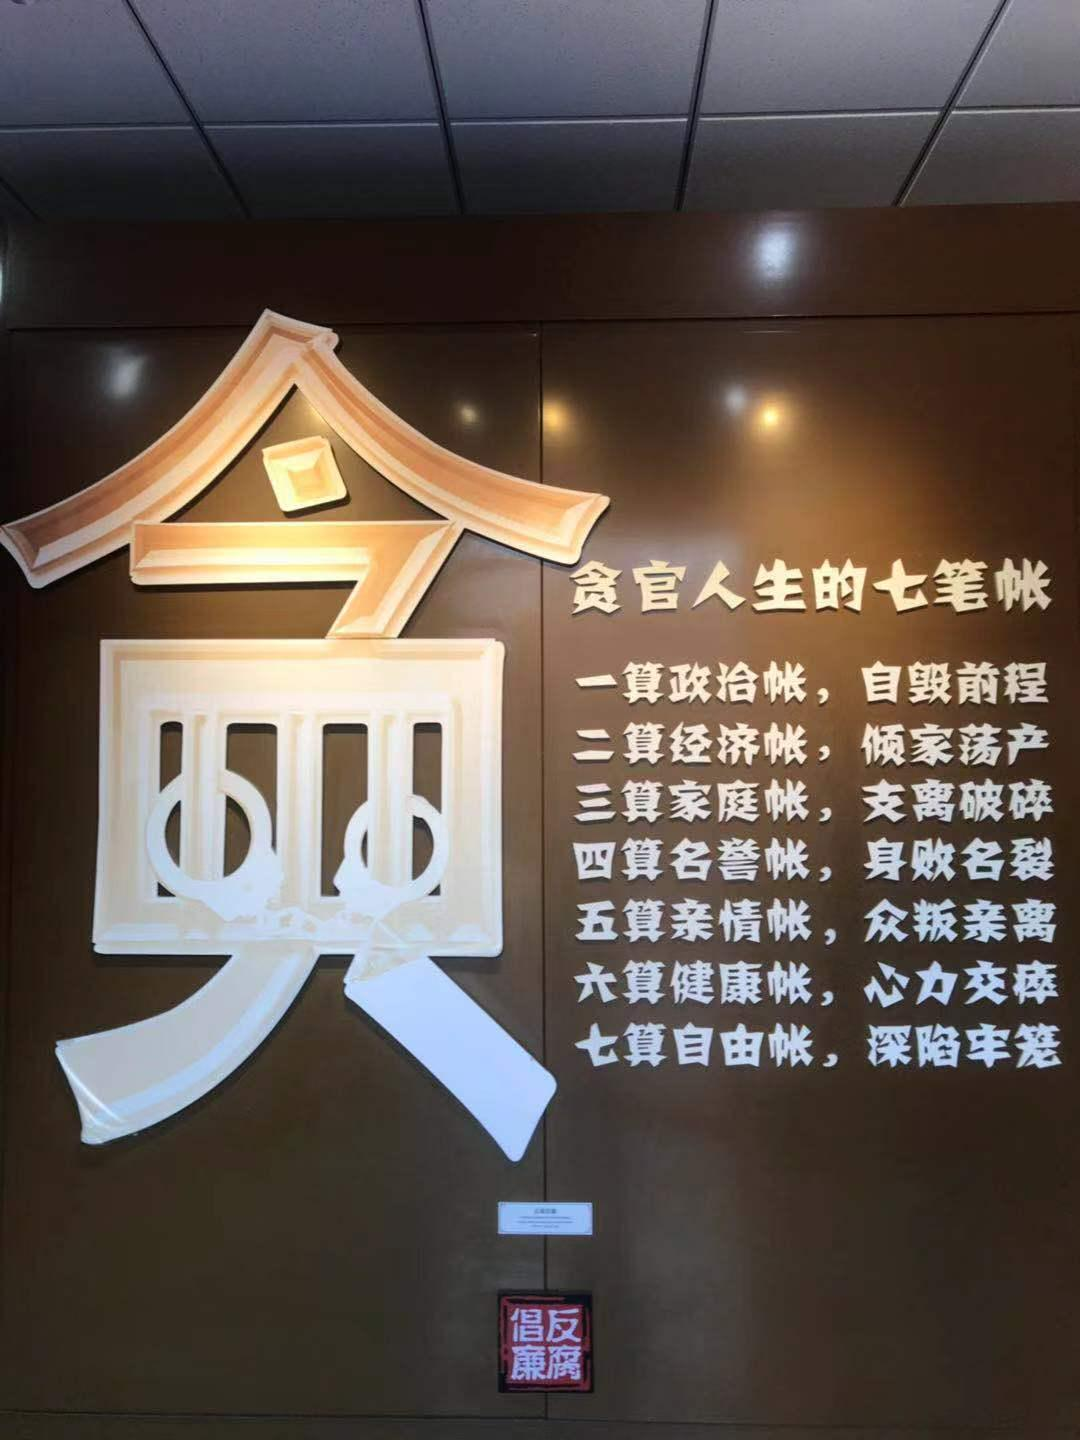 贪
贪官人生的七笔帐
一算政治帐，自毁前程
二算经济帐，倾家荡产
三算家庭帐，支离破碎
四算名誉帐，身败名裂
五算亲情帐，众叛亲离
六算健康帐，心力交瘁
七算自由帐，深陷牢笼
反腐
倡廉